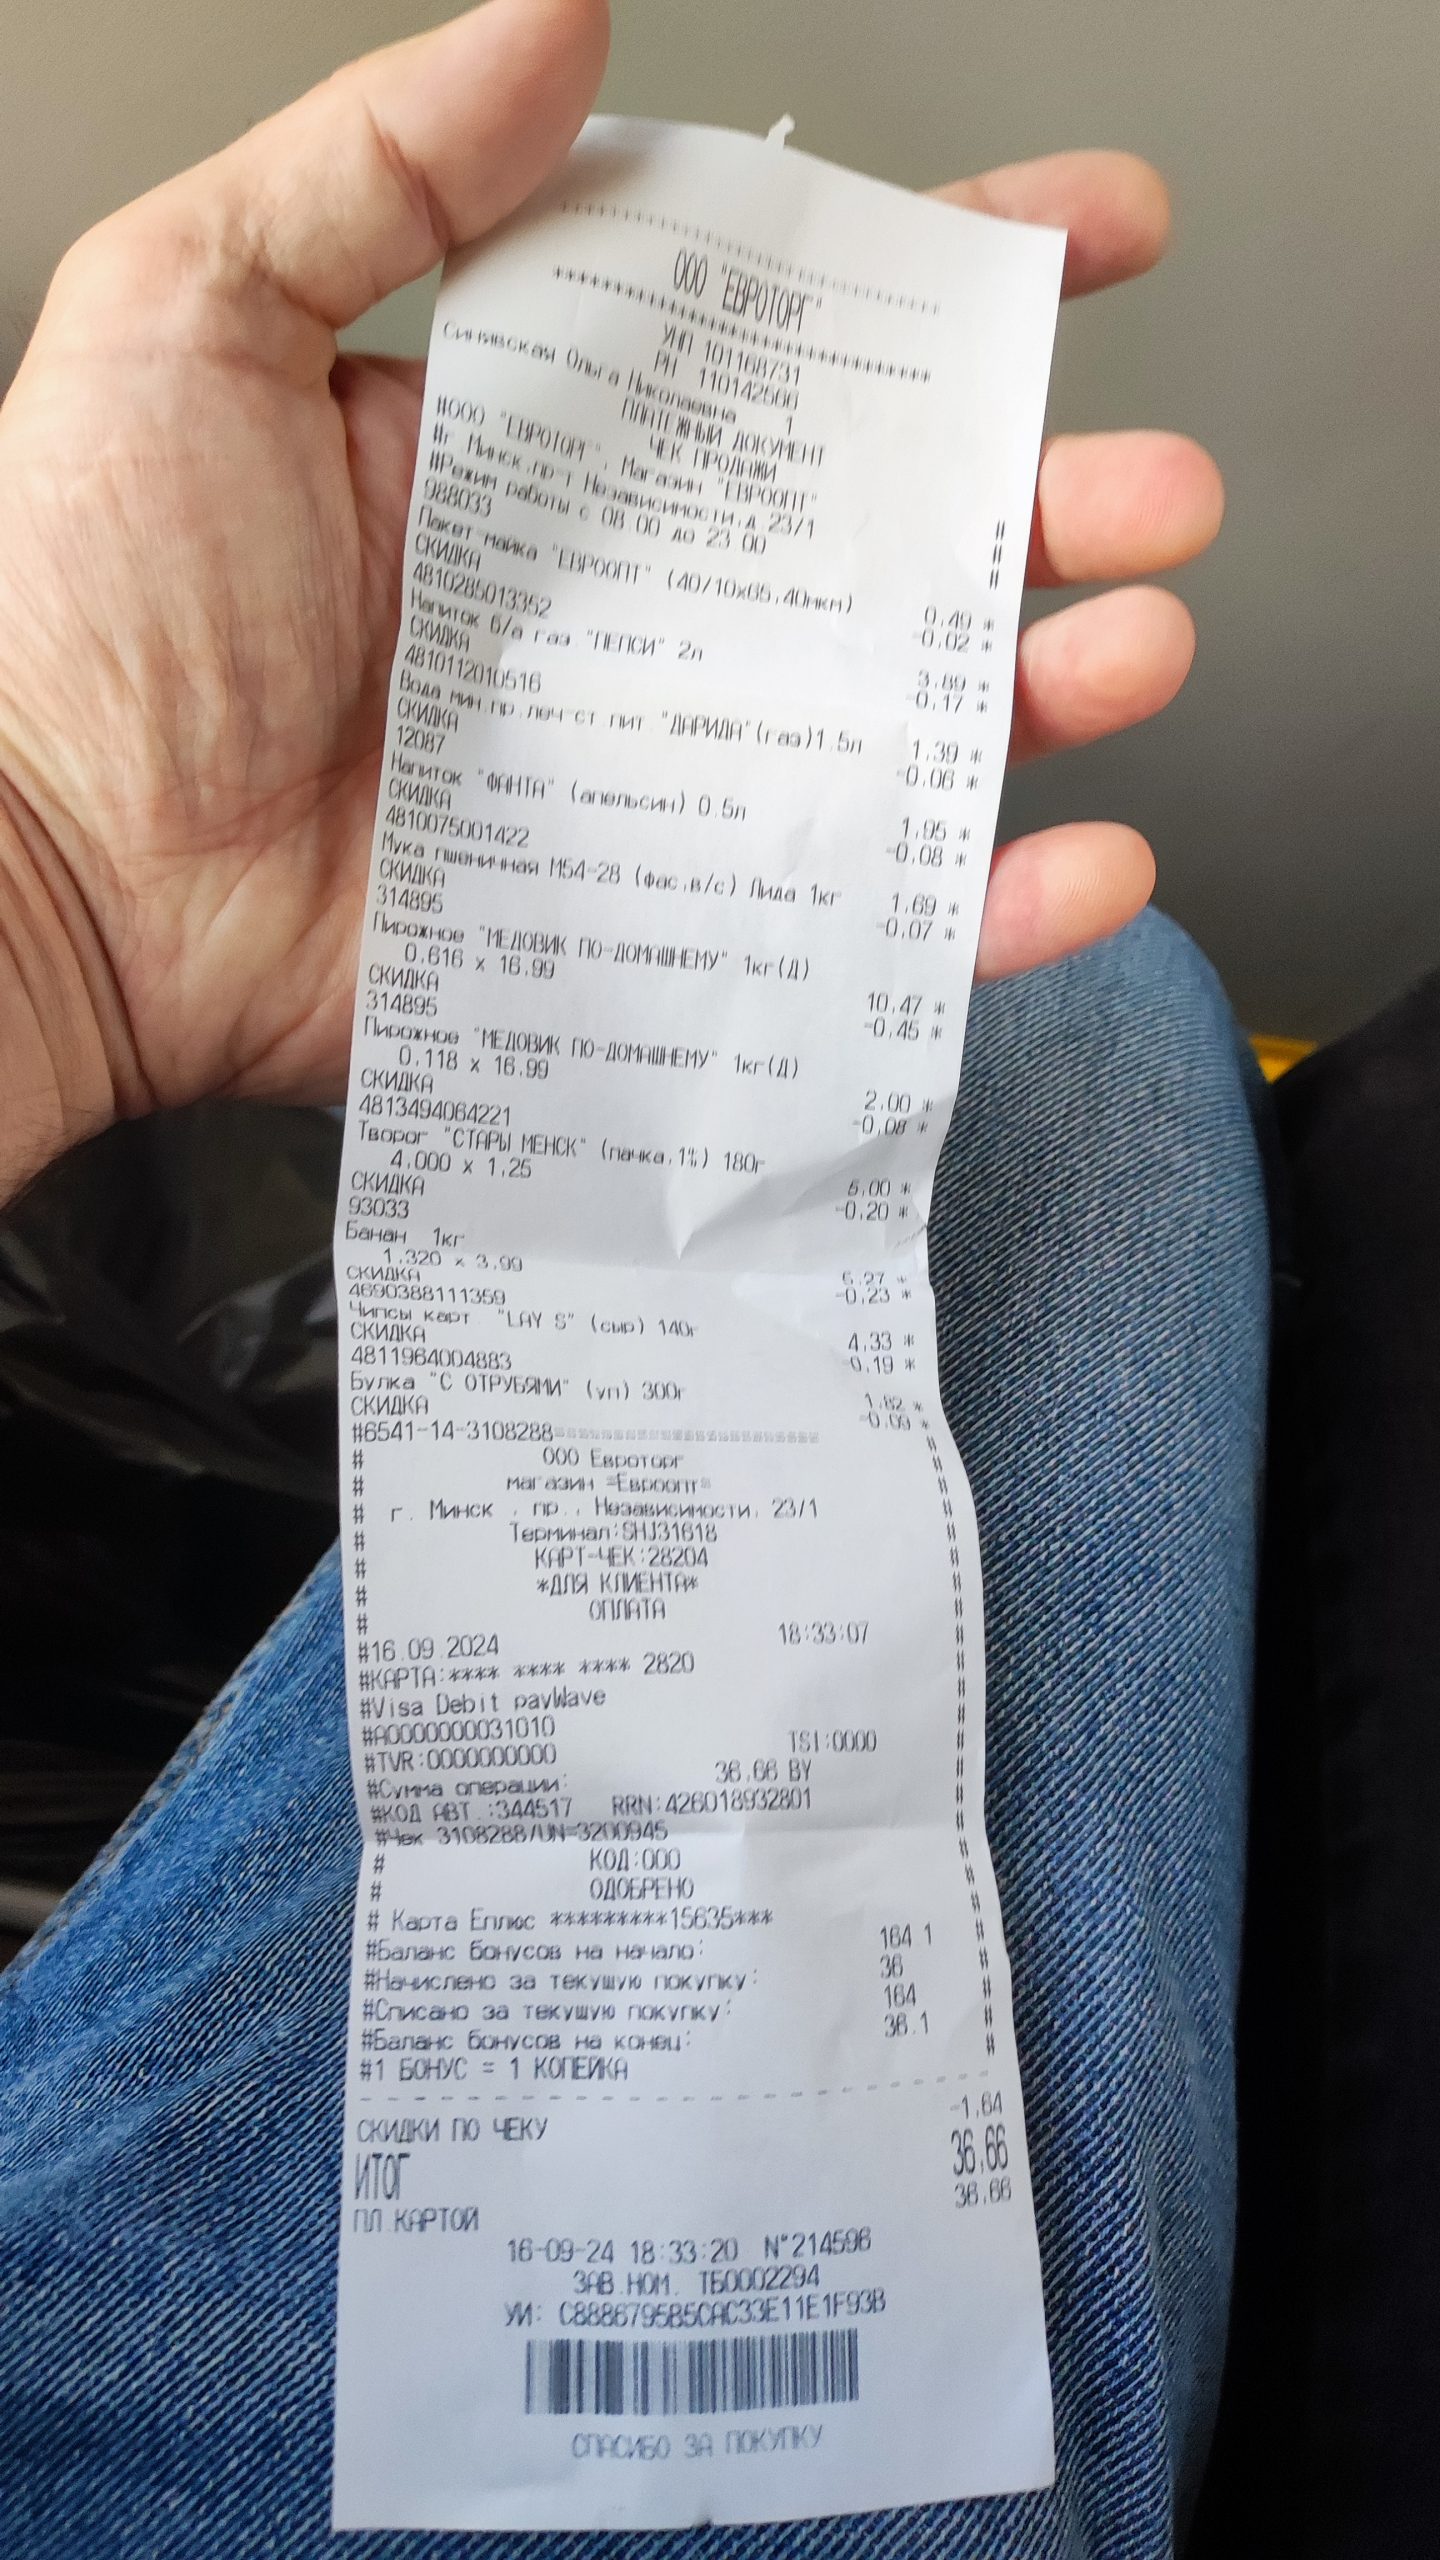 ООО "ЕВРОТОРГ"
********************************
УНП 101168731
РН 110142566
Синявская Ольга Николаевна 1
ПЛАТЕЖНЫЙ ДОКУМЕНТ
ЧЕК ПРОДАЖИ
#ООО "ЕВРОТОРГ", Магазин "ЕВРООПТ" #
#г Минск,пр-т Независимости,д 23/1 #
#Режим работы с 08 00 до 23 00 #
988033
Пакет-майка "ЕВРООПТ" (40/10x65,40мкм) 0,49 *
СКИДКА -0,02 *
4810285013352
Напиток б/а газ. "ПЕПСИ" 2л 3,89 *
СКИДКА -0,17 *
4810112010516
Вода мин.пр.леч-ст.пит "ДАРИДА"(газ)1.5л 1,39 *
СКИДКА -0,06 *
12087
Напиток "ФАНТА" (апельсин) 0.5л 1,95 *
СКИДКА -0,08 *
4810075001422
Мука пшеничная М54-28 (фас,в/с) Лида 1кг 1,69 *
СКИДКА -0,07 *
314895
Пирожное "МЕДОВИК ПО-ДОМАШНЕМУ" 1кг(Д)
0.616 x 16.99 10,47 *
СКИДКА -0,45 *
314895
Пирожное "МЕДОВИК ПО-ДОМАШНЕМУ" 1кг(Д)
0.118 x 16.99 2,00 *
СКИДКА -0,08 *
4813494064221
Творог "СТАРЫ МЕНСК" (пачка,1%) 180г
4.000 x 1.25 5,00 *
СКИДКА -0,20 *
93033
Банан 1кг
1.320 x 3.99 5,27 *
СКИДКА -0,23 *
4690388111359
Чипсы карт. "LAY S" (сыр) 140г 4,33 *
СКИДКА -0,19 *
4811964004883
Булка "С ОТРУБЯМИ" (уп) 300г 1,82 *
СКИДКА -0,09 *
#6541-14-3108288======================== #
# ООО Евроторг #
# магазин =Евроопт= #
# г. Минск , пр., Независимости, 23/1 #
# Терминал:SHJ31618 #
# КАРТ-ЧЕК:28204 #
# *ДЛЯ КЛИЕНТА* #
# ОПЛАТА #
#16.09.2024 18:33:07 #
#КАРТА:**** **** **** 2820 #
#Visa Debit payWave #
#A0000000031010 #
#TVR:0000000000 TSI:0000 #
#Сумма операции: 36.66 BY #
#КОД АВТ.:344517 RRN:426018932801 #
#Чек 3108288/UN=3200945 #
# КОД:000 #
# ОДОБРЕНО #
# Карта Еплюс *********15635*** #
#Баланс бонусов на начало: 164.1 #
#Начислено за текущую покупку: 36 #
#Списано за текущую покупку: 164 #
#Баланс бонусов на конец: 36.1 #
#1 БОНУС = 1 КОПЕЙКА #
СКИДКИ ПО ЧЕКУ -1,64
ИТОГ 36,66
ПЛ.КАРТОЙ 36,66
16-09-24 18:33:20 N°214596
ЗАВ.НОМ. ТБ0002294
УИ: C8886795B5CAC33E11E1F93B
СПАСИБО ЗА ПОКУПКУ